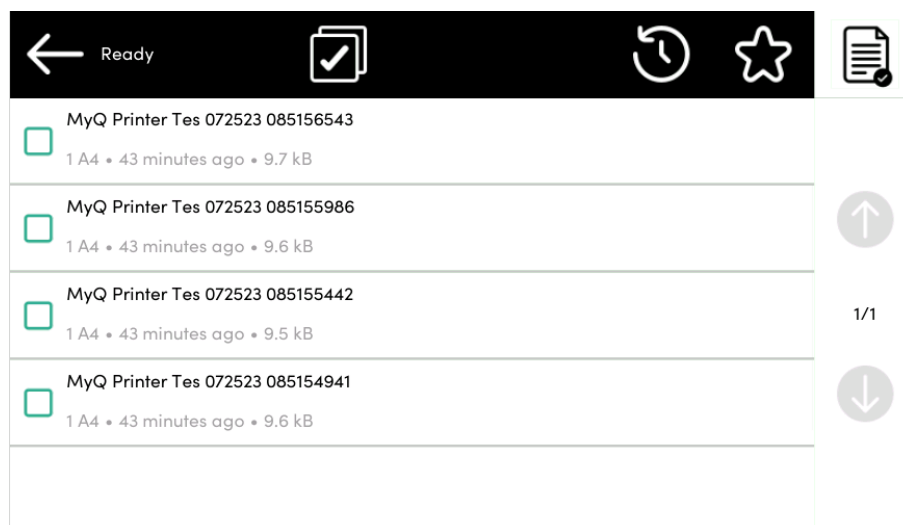 Ready
MyQ Printer Tes 072523 085156543
1 A4 • 43 minutes ago • 9.7 kB
MyQ Printer Tes 072523 085155986
1 A4 • 43 minutes ago • 9.6 kB
MyQ Printer Tes 072523 085155442
1 A4 • 43 minutes ago • 9.5 kB
1/1
MyQ Printer Tes 072523 085154941
1 A4 • 43 minutes ago • 9.6 kB